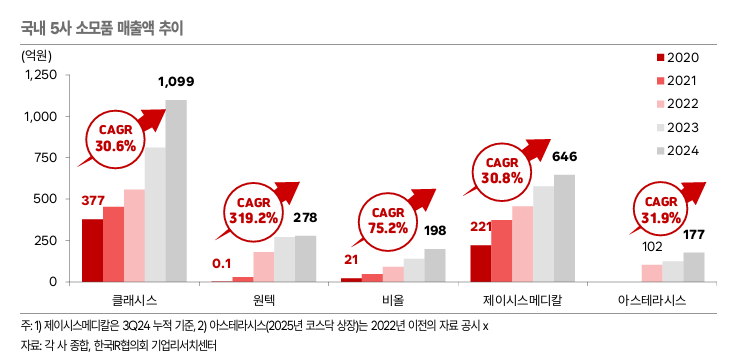 국내 5사 소모품 매출액 추이
(억원)
1,250
1,000
750
500
250
0
2020
2021
2022
2023
2024
377
CAGR
30.6%
1,099
0.1
CAGR
319.2%
278
21
CAGR
75.2%
198
221
CAGR
30.8%
646
102
CAGR
31.9%
177
클래시스 원텍 비올 제이시스메디칼 아스테라시스
주: 1) 제이시스메디칼은 3Q24 누적 기준, 2) 아스테라시스(2025년 코스닥 상장)는 2022년 이전의 자료 공시 x
자료: 각 사 종합, 한국IR협의회 기업리서치센터